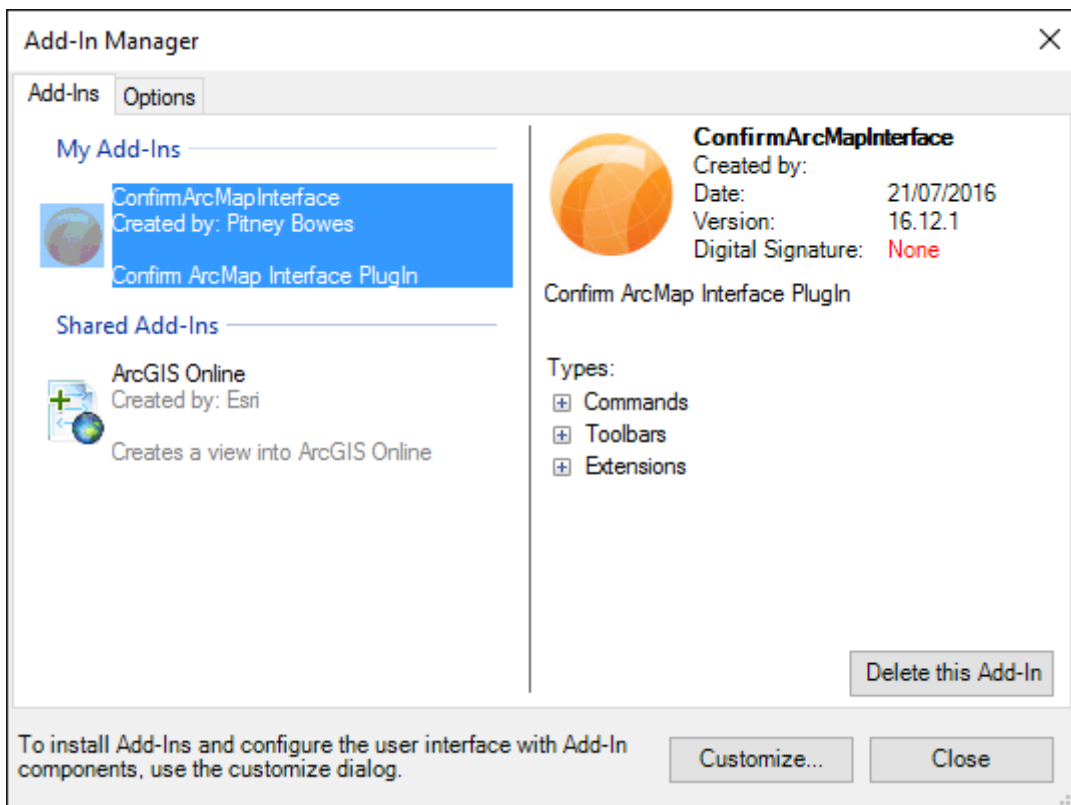 Add-In Manager
Add-Ins
Options
My Add-Ins
ConfirmArcMapInterface
Created by: Pitney Bowes
Confirm ArcMap Interface PlugIn
Shared Add-Ins
ArcGIS Online
Created by: Esri
Creates a view into ArcGIS Online
ConfirmArcMapInterface
Created by:
Date: 21/07/2016
Version: 16.12.1
Digital Signature: None
Confirm ArcMap Interface PlugIn
Types:
Commands
Toolbars
Extensions
Delete this Add-In
To install Add-Ins and configure the user interface with Add-In
components, use the customize dialog.
Customize...
Close